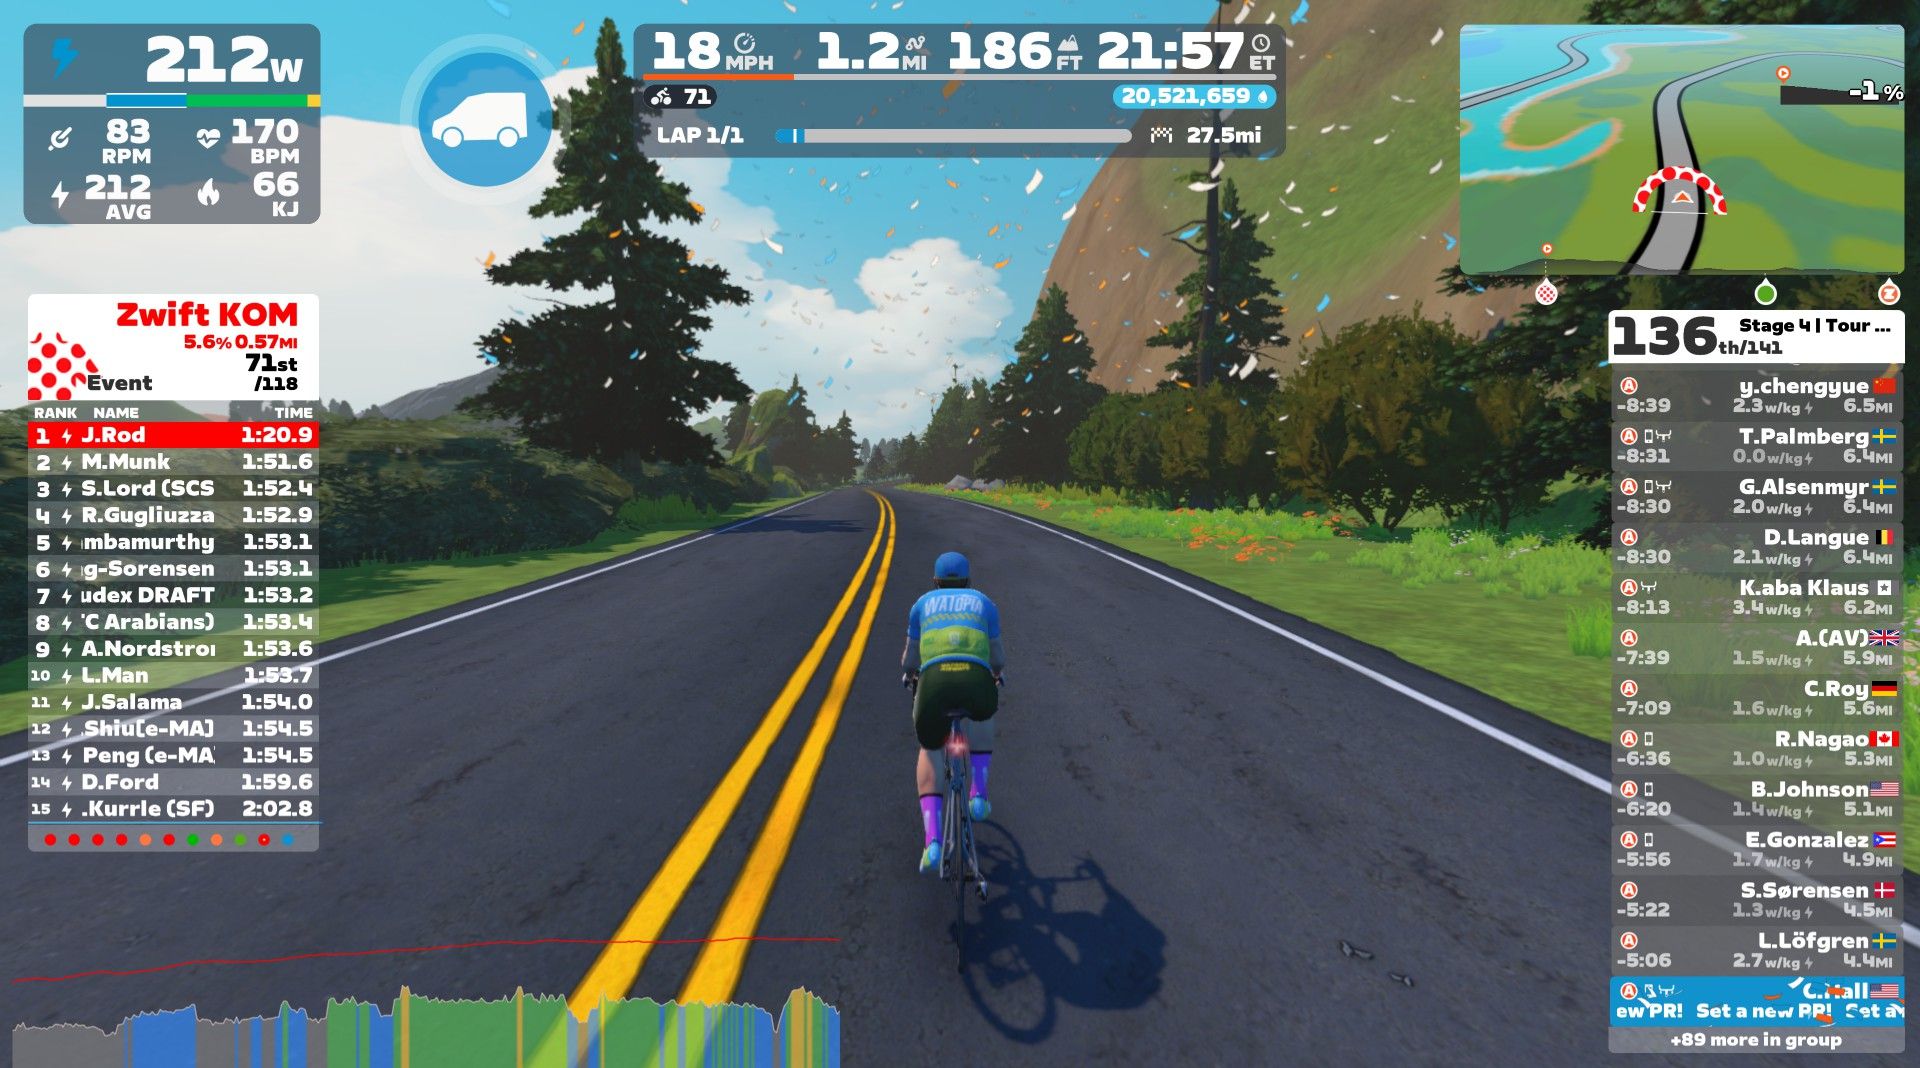 212w
83 RPM
170 BPM
212 AVG
66 KJ
18 MPH 1.2 MI 186 FT 21:57 ET
71
20,521,659
LAP 1/1
27.5mi
-1%
Zwift KOM
5.6% 0.57MI
71st
Event /118
RANK NAME TIME
1 J.Rod 1:20.9
2 M.Munk 1:51.6
3 S.Lord (SCS 1:52.4
4 R.Gugliuzza 1:52.9
5 mbamurthy 1:53.1
6 g-Sorensen 1:53.1
7 udex DRAFT 1:53.2
8 'C Arabians) 1:53.4
9 A.Nordstro 1:53.6
10 L.Man 1:53.7
11 J.Salama 1:54.0
12 .Shiu[e-MA] 1:54.5
13 Peng (e-MA 1:54.5
14 D.Ford 1:59.6
15 .Kurrle (SF) 2:02.8
WATOPIA
Z
136th/141 Stage 4 | Tour ...
A y.chengyue
-8:39 2.3w/kg 6.5MI
A T.Palmberg
-8:31 0.0w/kg 6.4MI
A G.Alsenmyr
-8:30 2.0w/kg 6.4MI
A D.Langue
-8:30 2.1w/kg 6.4MI
A K.aba Klaus
-8:13 3.4w/kg 6.2MI
A A.(AV)
-7:39 1.5w/kg 5.9MI
A C.Roy
-7:09 1.6w/kg 5.6MI
A R.Nagao
-6:36 1.0w/kg 5.3MI
A B.Johnson
-6:20 1.4w/kg 5.1MI
A E.Gonzalez
-5:56 1.7w/kg 4.9MI
A S.Sørensen
-5:22 1.3w/kg 4.5MI
A L.Löfgren
-5:06 2.7w/kg 4.4MI
A C.Hall
ew PR! Set a new PR! Set a
+89 more in group